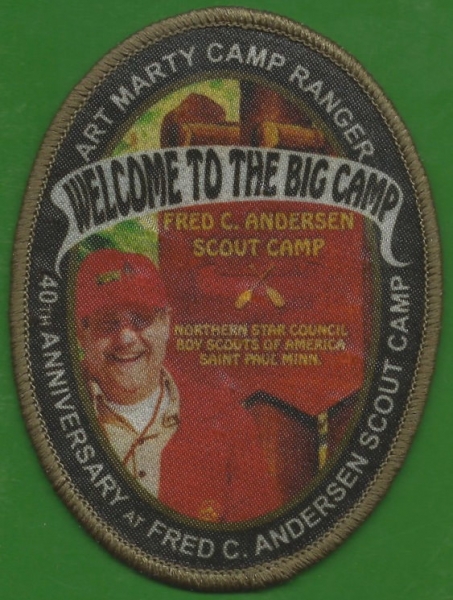 ART MARTY CAMP RANGER
WELCOME TO THE BIG CAMP
FRED C. ANDERSEN
SCOUT CAMP
NORTHERN STAR COUNCIL
BOY SCOUTS OF AMERICA
SAINT PAUL MINN.
40TH ANNIVERSARY AT FRED C. ANDERSEN SCOUT CAMP